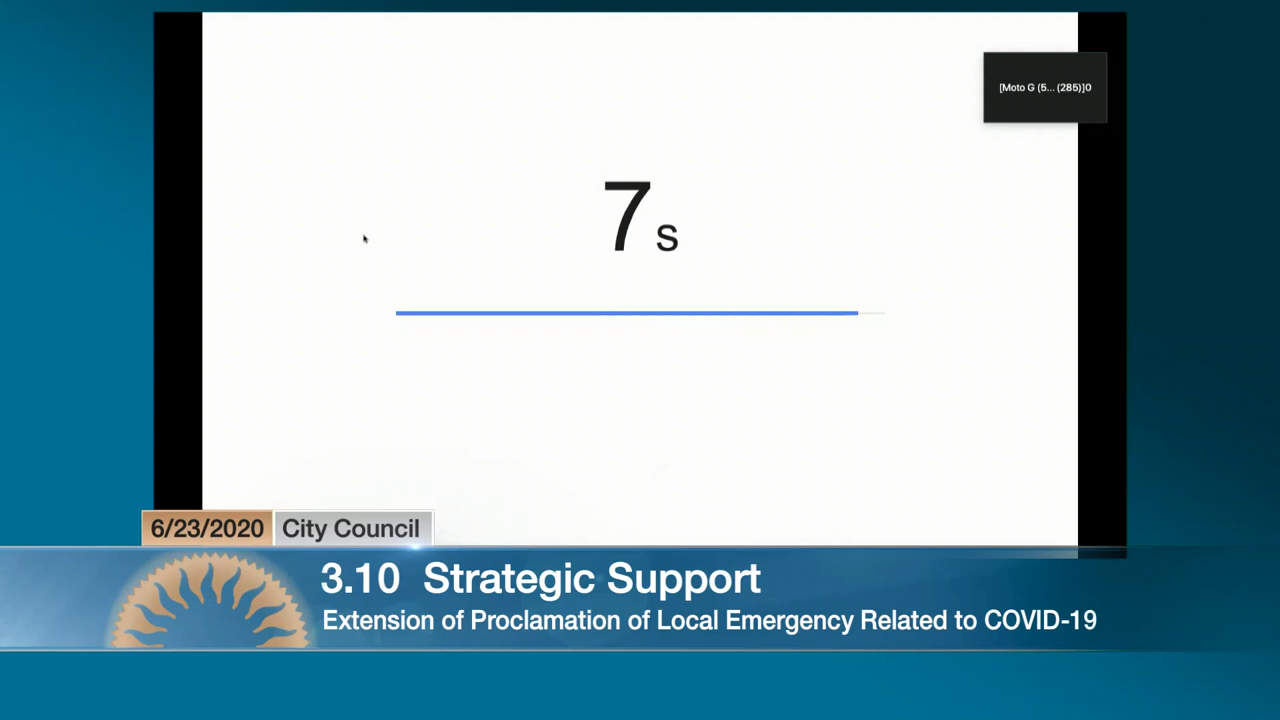 [Moto G (5... (285)]0
7 s
6/23/2020 City Council
3.10 Strategic Support
Extension of Proclamation of Local Emergency Related to COVID-19